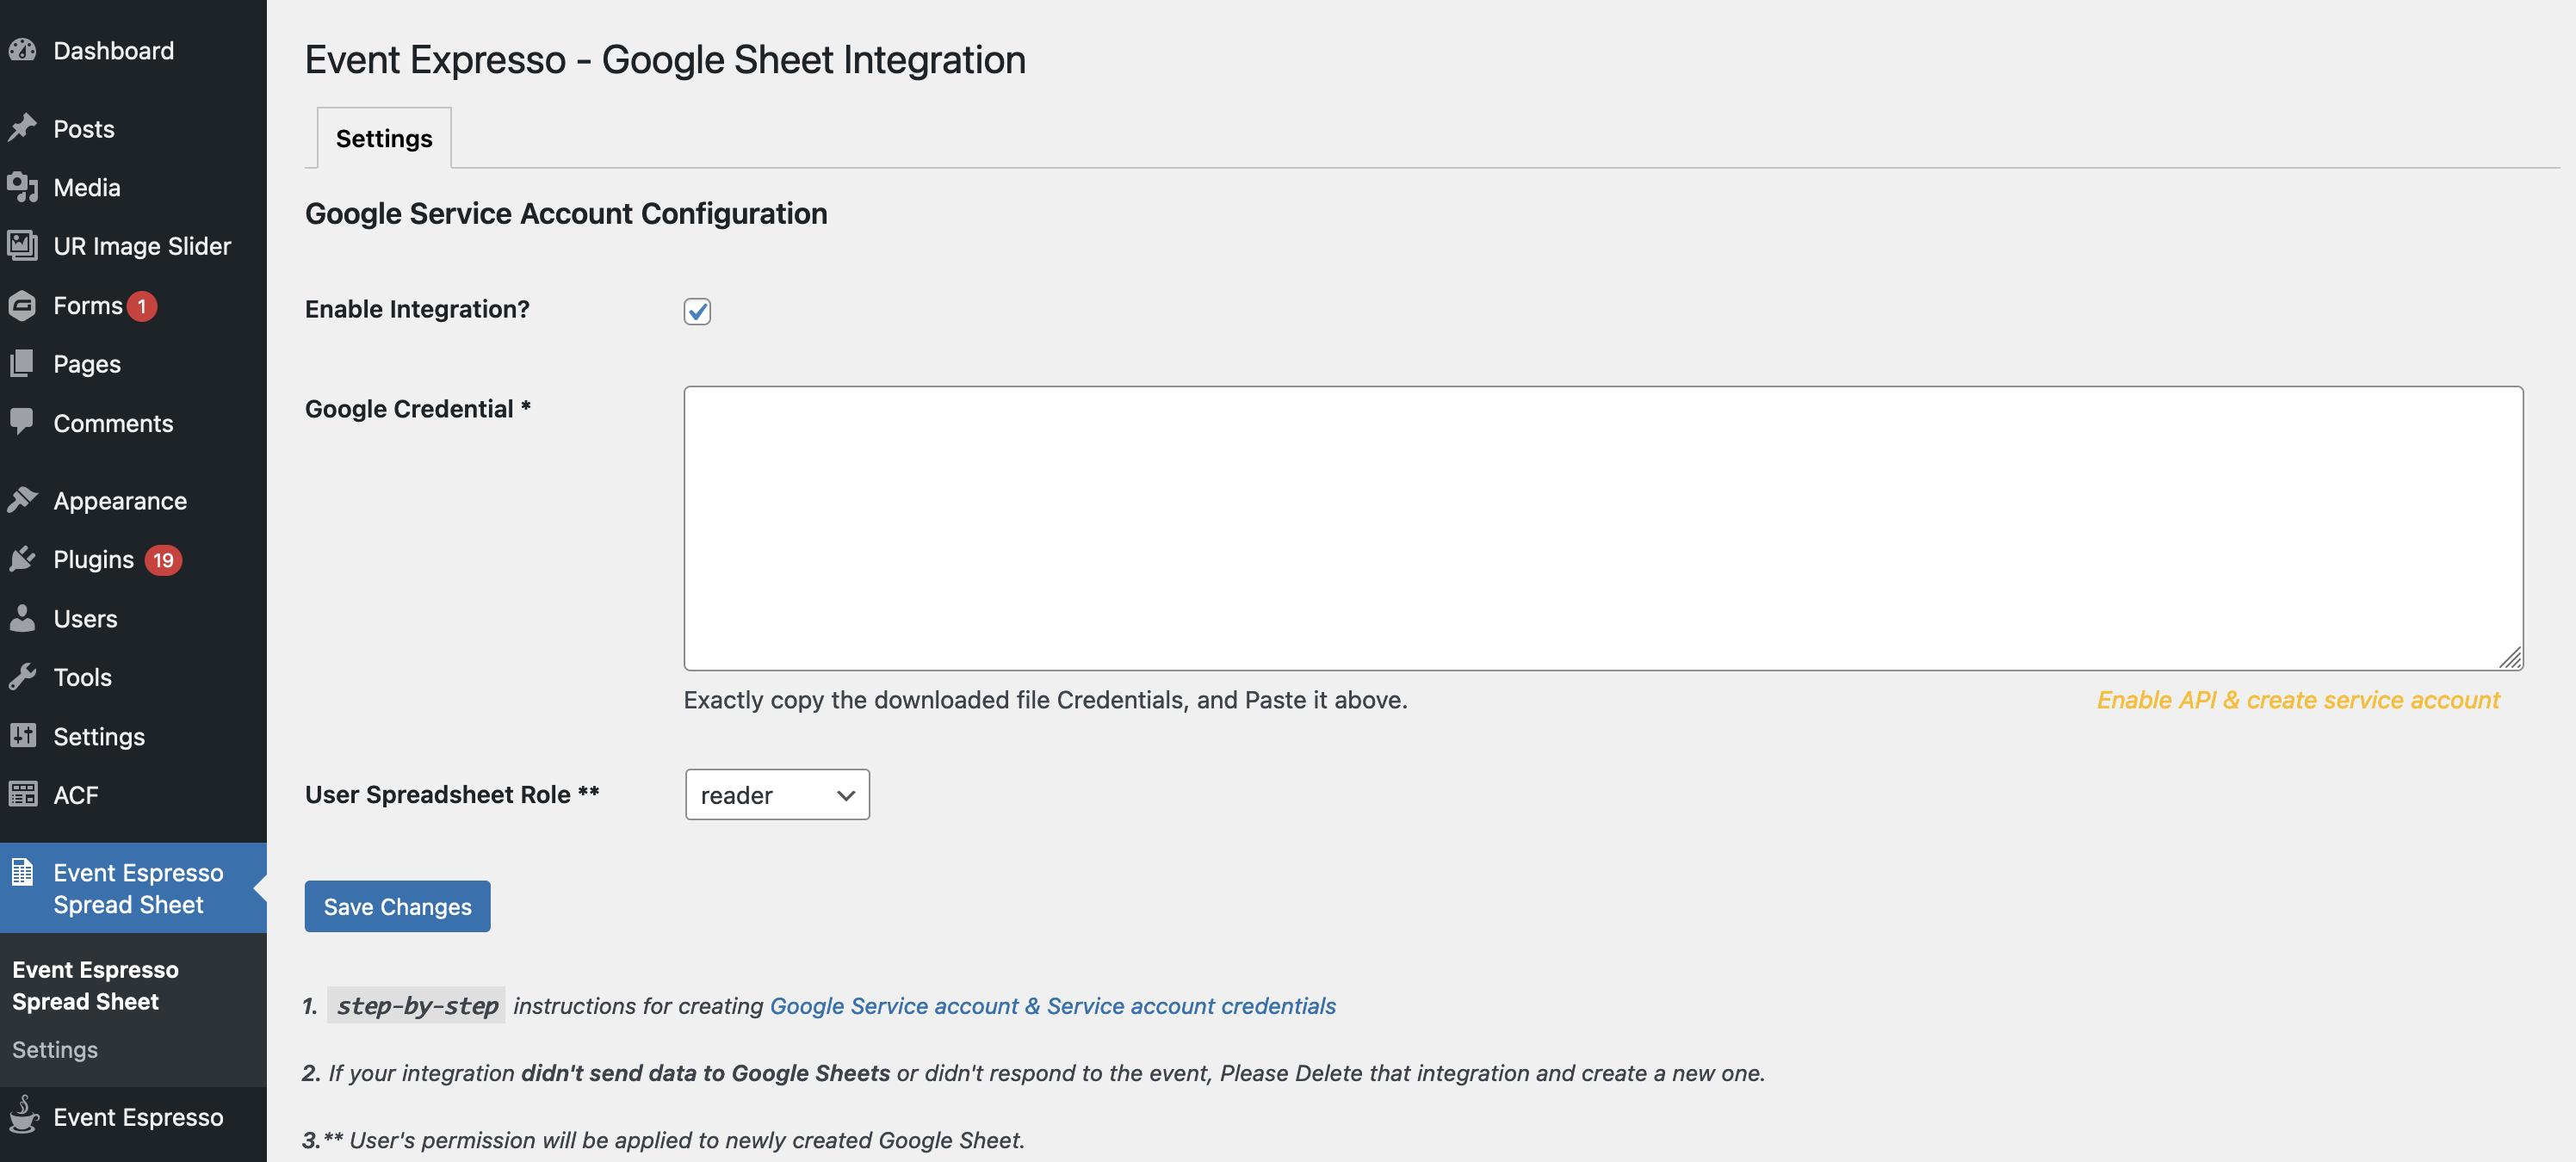 Dashboard
Posts
Media
UR Image Slider
Forms 1
Pages
Comments
Appearance
Plugins 19
Users
Tools
Settings
ACF
Event Espresso
Spread Sheet
Event Espresso
Spread Sheet
Settings
Event Espresso
Event Expresso - Google Sheet Integration
Settings
Google Service Account Configuration
Enable Integration?
Google Credential *
Exactly copy the downloaded file Credentials, and Paste it above.
Enable API & create service account
User Spreadsheet Role **
reader
Save Changes
1. step-by-step instructions for creating Google Service account & Service account credentials
2. If your integration didn't send data to Google Sheets or didn't respond to the event, Please Delete that integration and create a new one.
3.** User's permission will be applied to newly created Google Sheet.